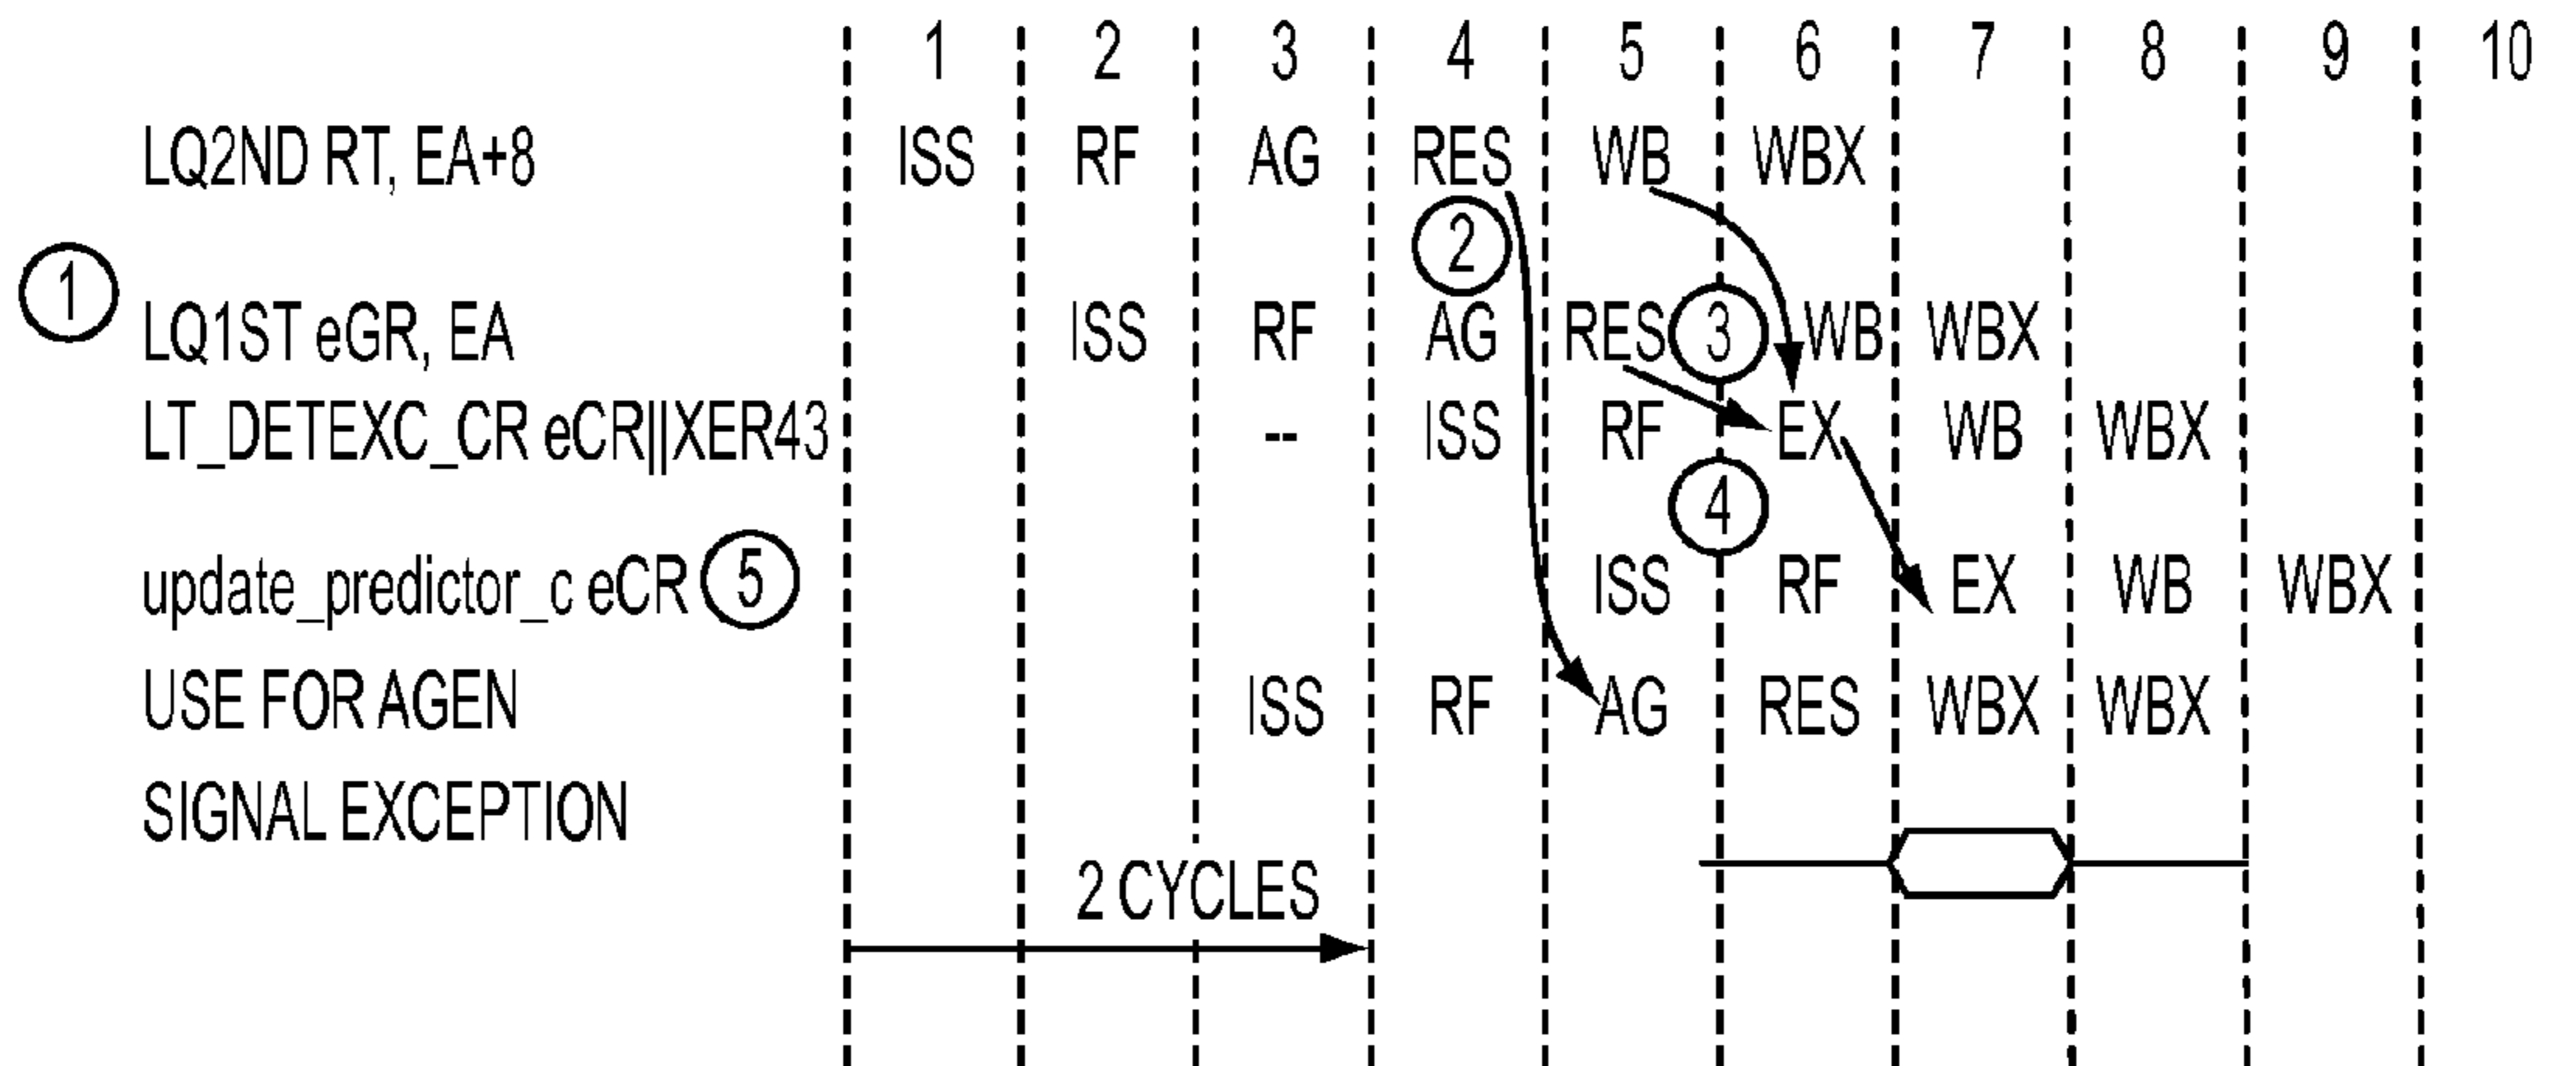 1 2 3 4 5 6 7 8 9 10
LQ2ND RT, EA+8 ISS RF AG RES WB WBX
2
1
LQ1ST eGR, EA ISS RF AG RES 3 WB WBX
LT_DETEXC_CR eCR||XER43 -- ISS RF EX WB WBX
4
update_predictor_c eCR 5 ISS RF EX WB WBX
USE FOR AGEN ISS RF AG RES WBX WBX
SIGNAL EXCEPTION
2 CYCLES